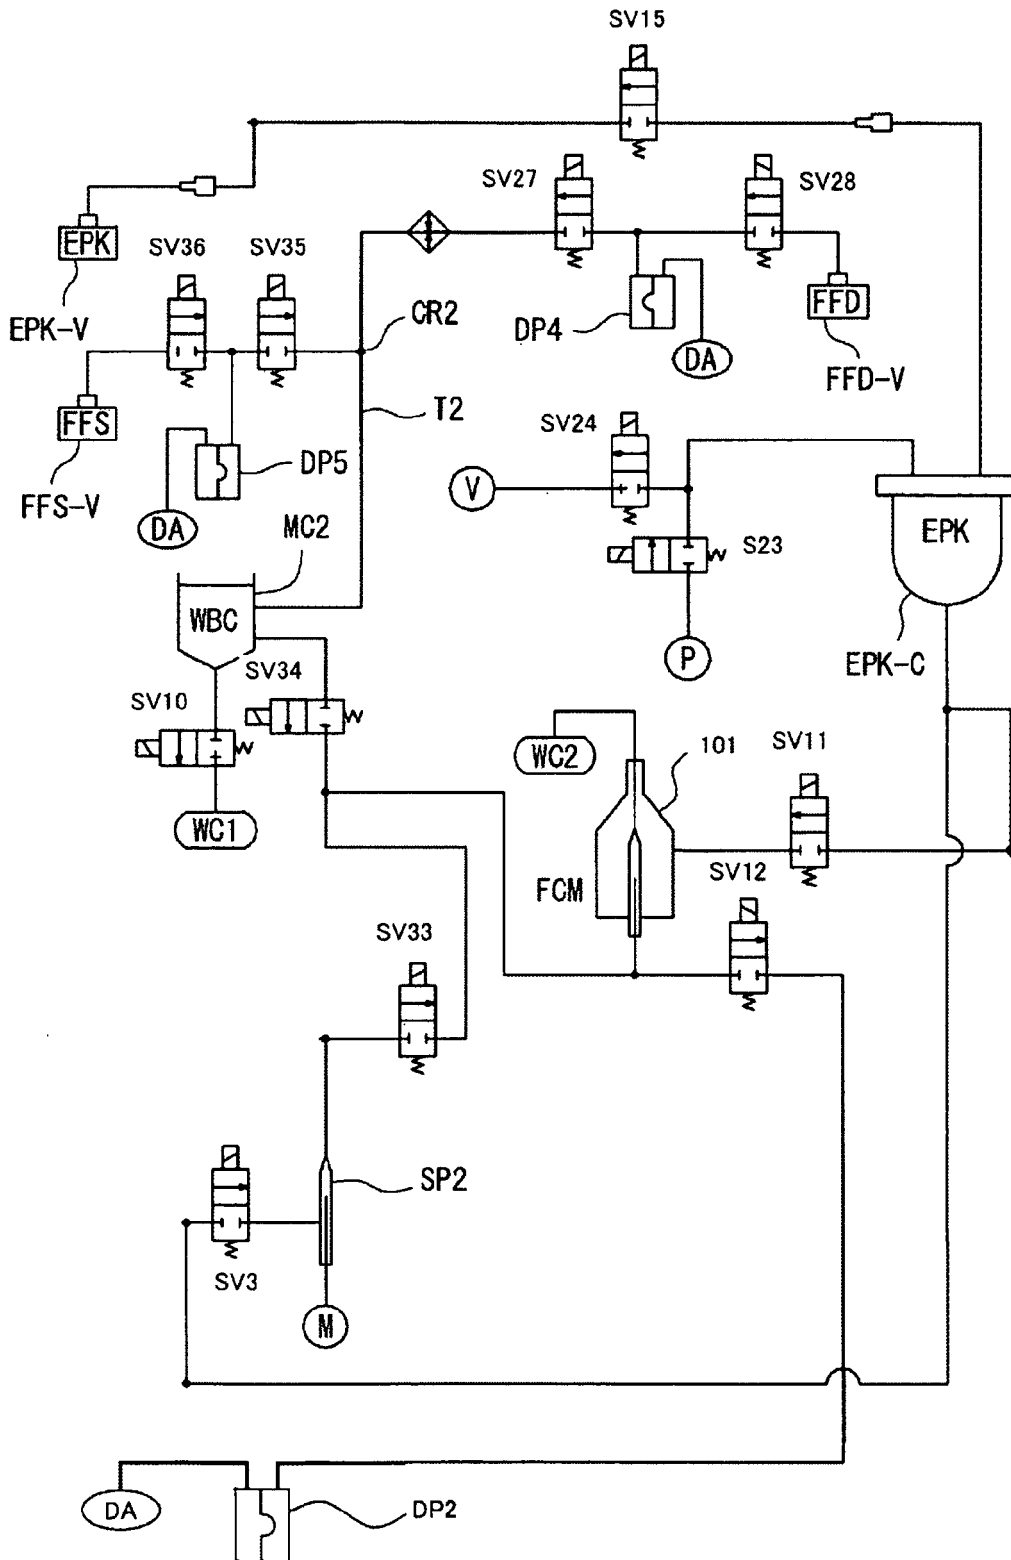 SV15
SV27
SV28
EPK
SV36
SV35
EPK-V
CR2
DP4
FFD
DA
FFD-V
FFS
T2
SV24
DP5
V
FFS-V
DA
MC2
EPK
S23
WBC
P
EPK-C
SV34
SV10
WC2
101
SV11
WC1
SV12
FCM
SV33
SP2
SV3
M
DA
DP2